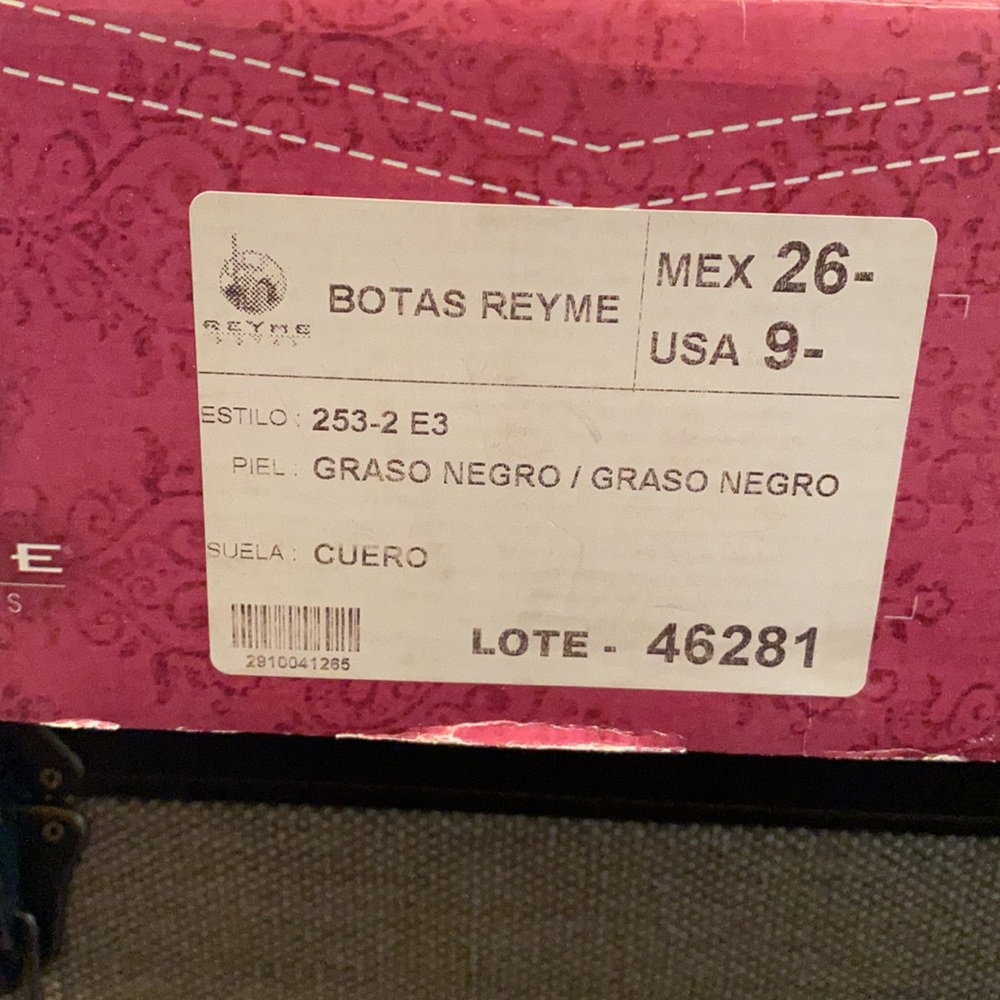 REYME
BOTAS REYME
MEX 26-
USA 9-
ESTILO : 253-2 E3
PIEL : GRASO NEGRO / GRASO NEGRO
SUELA : CUERO
2910041265
LOTE - 46281
E
S